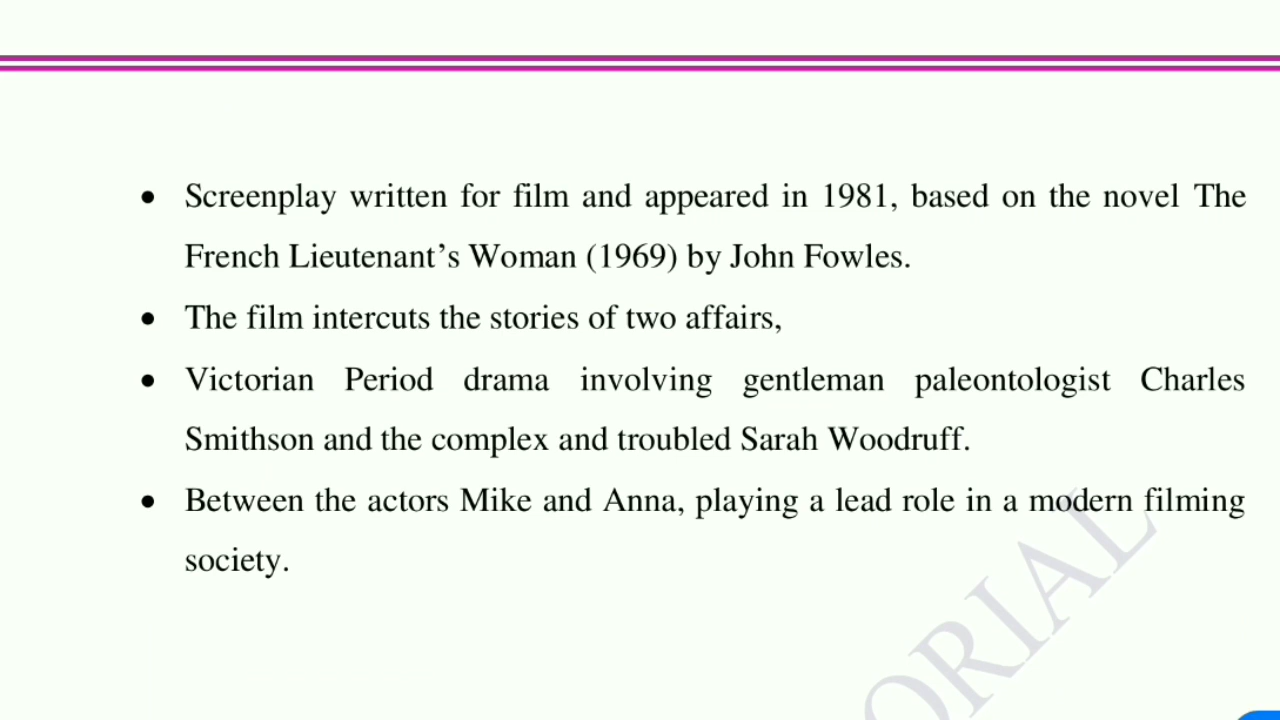 • Screenplay written for film and appeared in 1981, based on the novel The
French Lieutenant’s Woman (1969) by John Fowles.
• The film intercuts the stories of two affairs,
• Victorian Period drama involving gentleman paleontologist Charles
Smithson and the complex and troubled Sarah Woodruff.
• Between the actors Mike and Anna, playing a lead role in a modern filming
society.
ORIAL